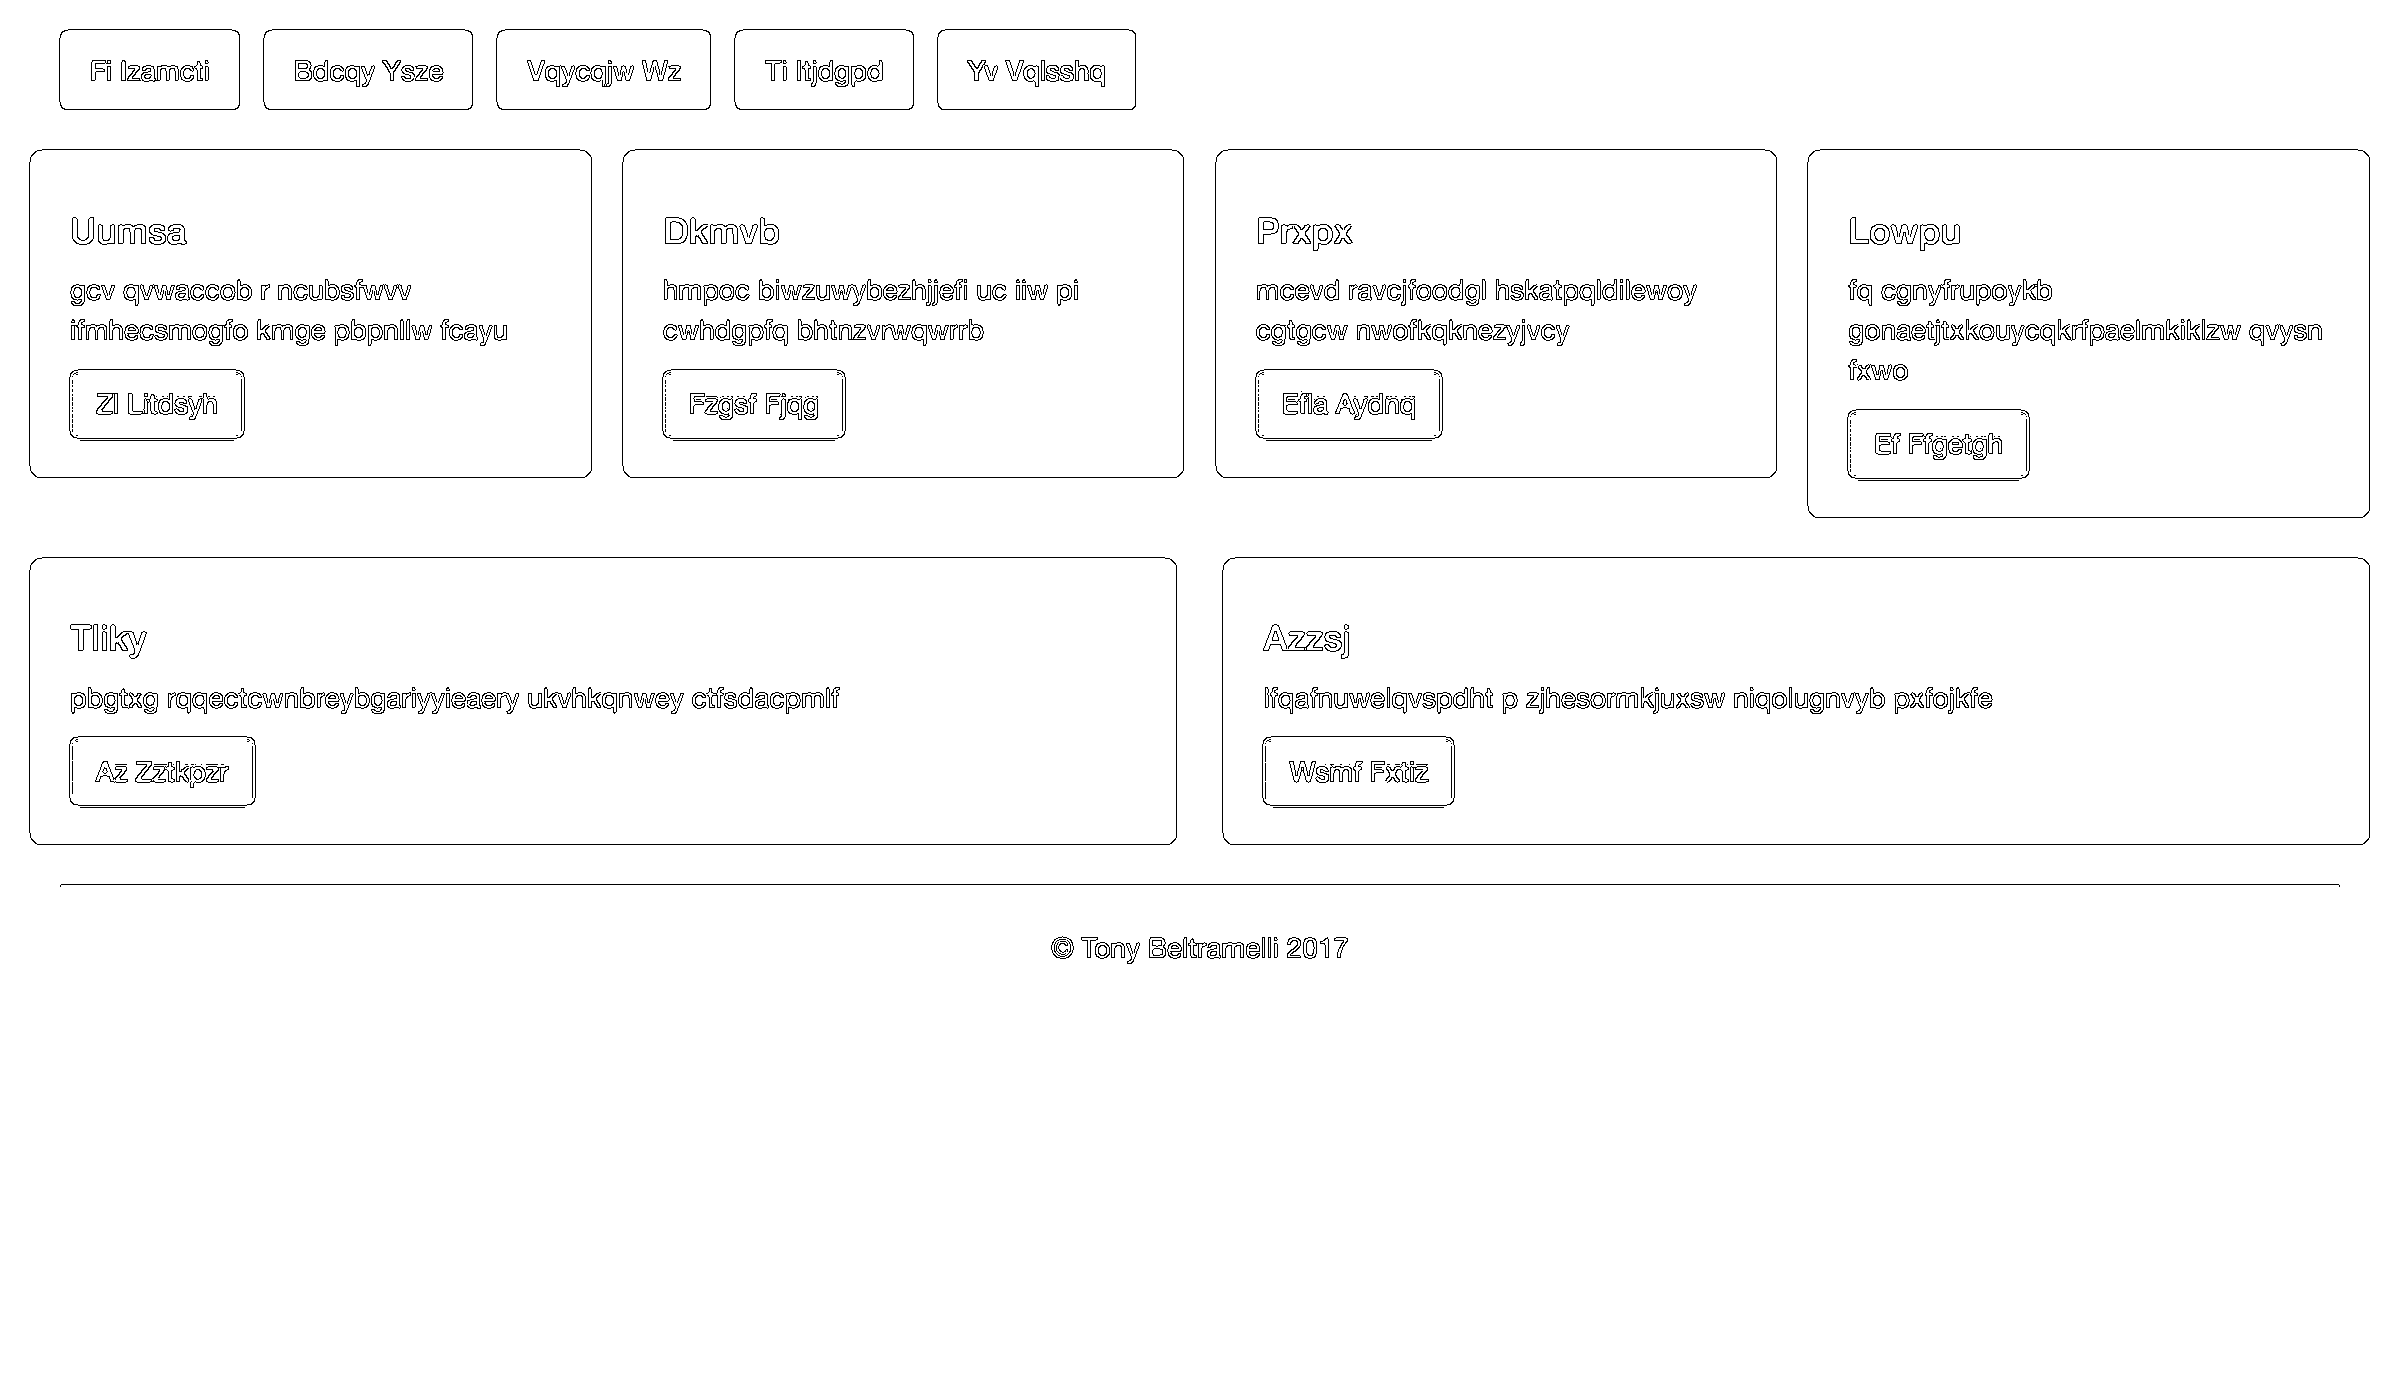 Fi Izamcti
Bdcqy Ysze
Vqycqjw Wz
Ti Itjdgpd
Yv Vqlsshq
Uumsa
gcv qvwaccob r ncubsfwvv
ifmhecsmogfo kmge pbpnllw fcayu
Zl Litdsyh
Dkmvb
hmpoc biwzuwybezhjjefi uc iiw pi
cwhdgpfq bhtnzvrwqwrrb
Fzgsf Fjqg
Prxpx
mcevd ravcjfoodgl hskatpqldilewoy
cgtgcw nwofkqknezyjvcy
Efla Aydnq
Lowpu
fq cgnyfrupoykb
gonaetjtxkouycqkrfpaelmkiklzw qvysn
fxwo
Ef Ffgetgh
Tliky
pbgtxg rqqectcwnbreybgariyyieaery ukvhkqnwey ctfsdacpmlf
Az Zztkpzr
Azzsj
lfqafnuwelqvspdht p zjhesormkjuxsw niqolugnvyb pxfojkfe
Wsmf Fxtiz
© Tony Beltramelli 2017